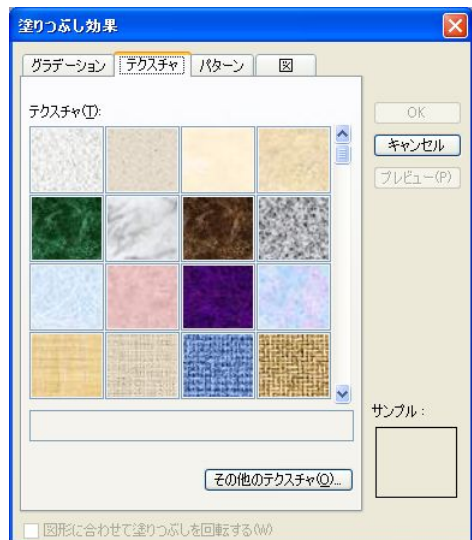 塗りつぶし効果
グラデーション テクスチャ パターン 図
テクスチャ(T):
OK
キャンセル
プレビュー(P)
サンプル:
その他のテクスチャ(O)...
図形に合わせて塗りつぶしを回転する(W)